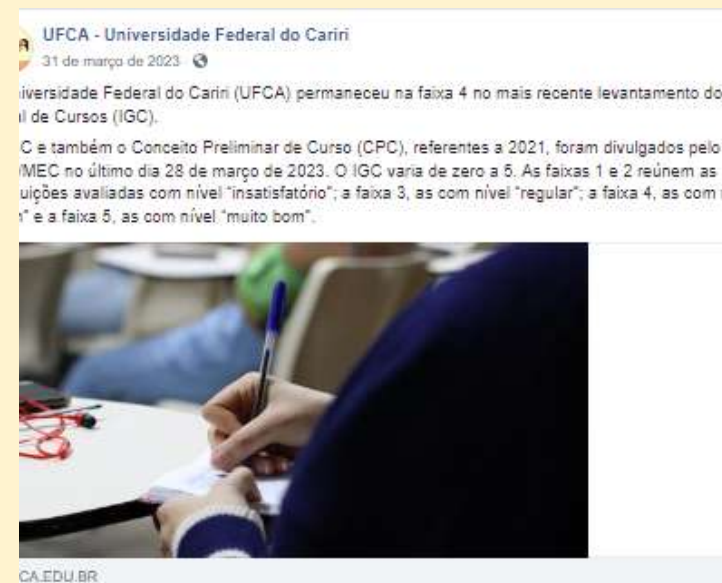 UFCA - Universidade Federal do Cariri
31 de março de 2023
iversidade Federal do Cariri (UFCA) permaneceu na faixa 4 no mais recente levantamento do
l de Cursos (IGC).
C e também o Conceito Preliminar de Curso (CPC), referentes a 2021, foram divulgados pelo
/MEC no último dia 28 de março de 2023. O IGC varia de zero a 5. As faixas 1 e 2 reúnem as
uições avaliadas com nível "insatisfatório"; a faixa 3, as com nível "regular"; a faixa 4, as com
" e a faixa 5, as com nível "muito bom".
CA.EDU.BR